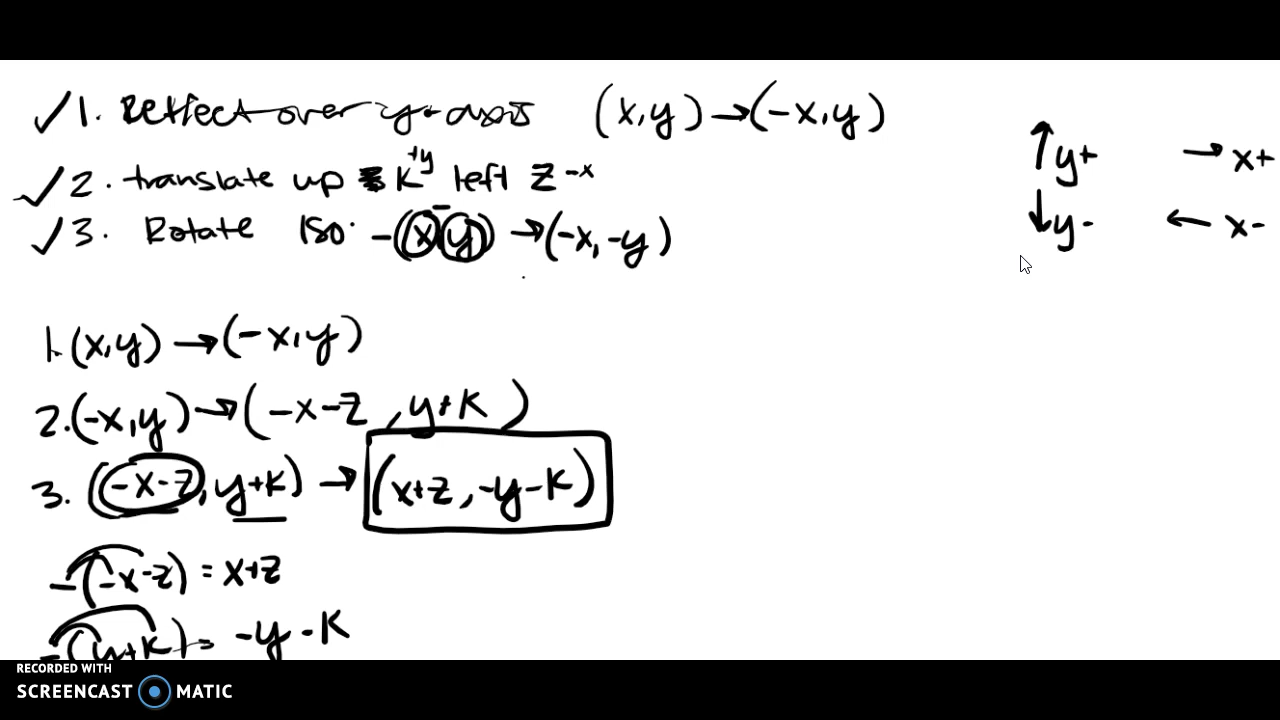 ✓1. Reflect over y-axis (x,y)→(-x,y)
✓2. translate up K +y left Z -x
✓3. Rotate 180° -(x,y) →(-x,-y)
↑y+ →x+
↓y- ←x-
1.(x,y)→(-x,y)
2.(-x,y)→(-x-z,y+K)
3. (-x-z,y+K)→(x+z,-y-K)
-(-x-z)=x+z
-(y+K)= -y-K
RECORDED WITH
SCREENCAST MATIC